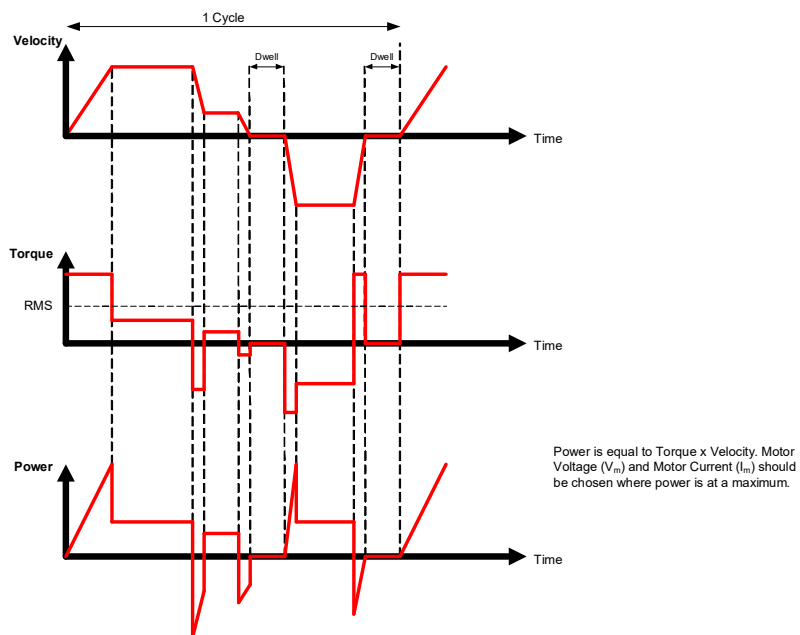 1 Cycle
Velocity
Dwell
Dwell
Time
Torque
RMS
Time
Power is equal to Torque x Velocity. Motor
Voltage (Vm) and Motor Current (Im) should
be chosen where power is at a maximum.
Power
Time